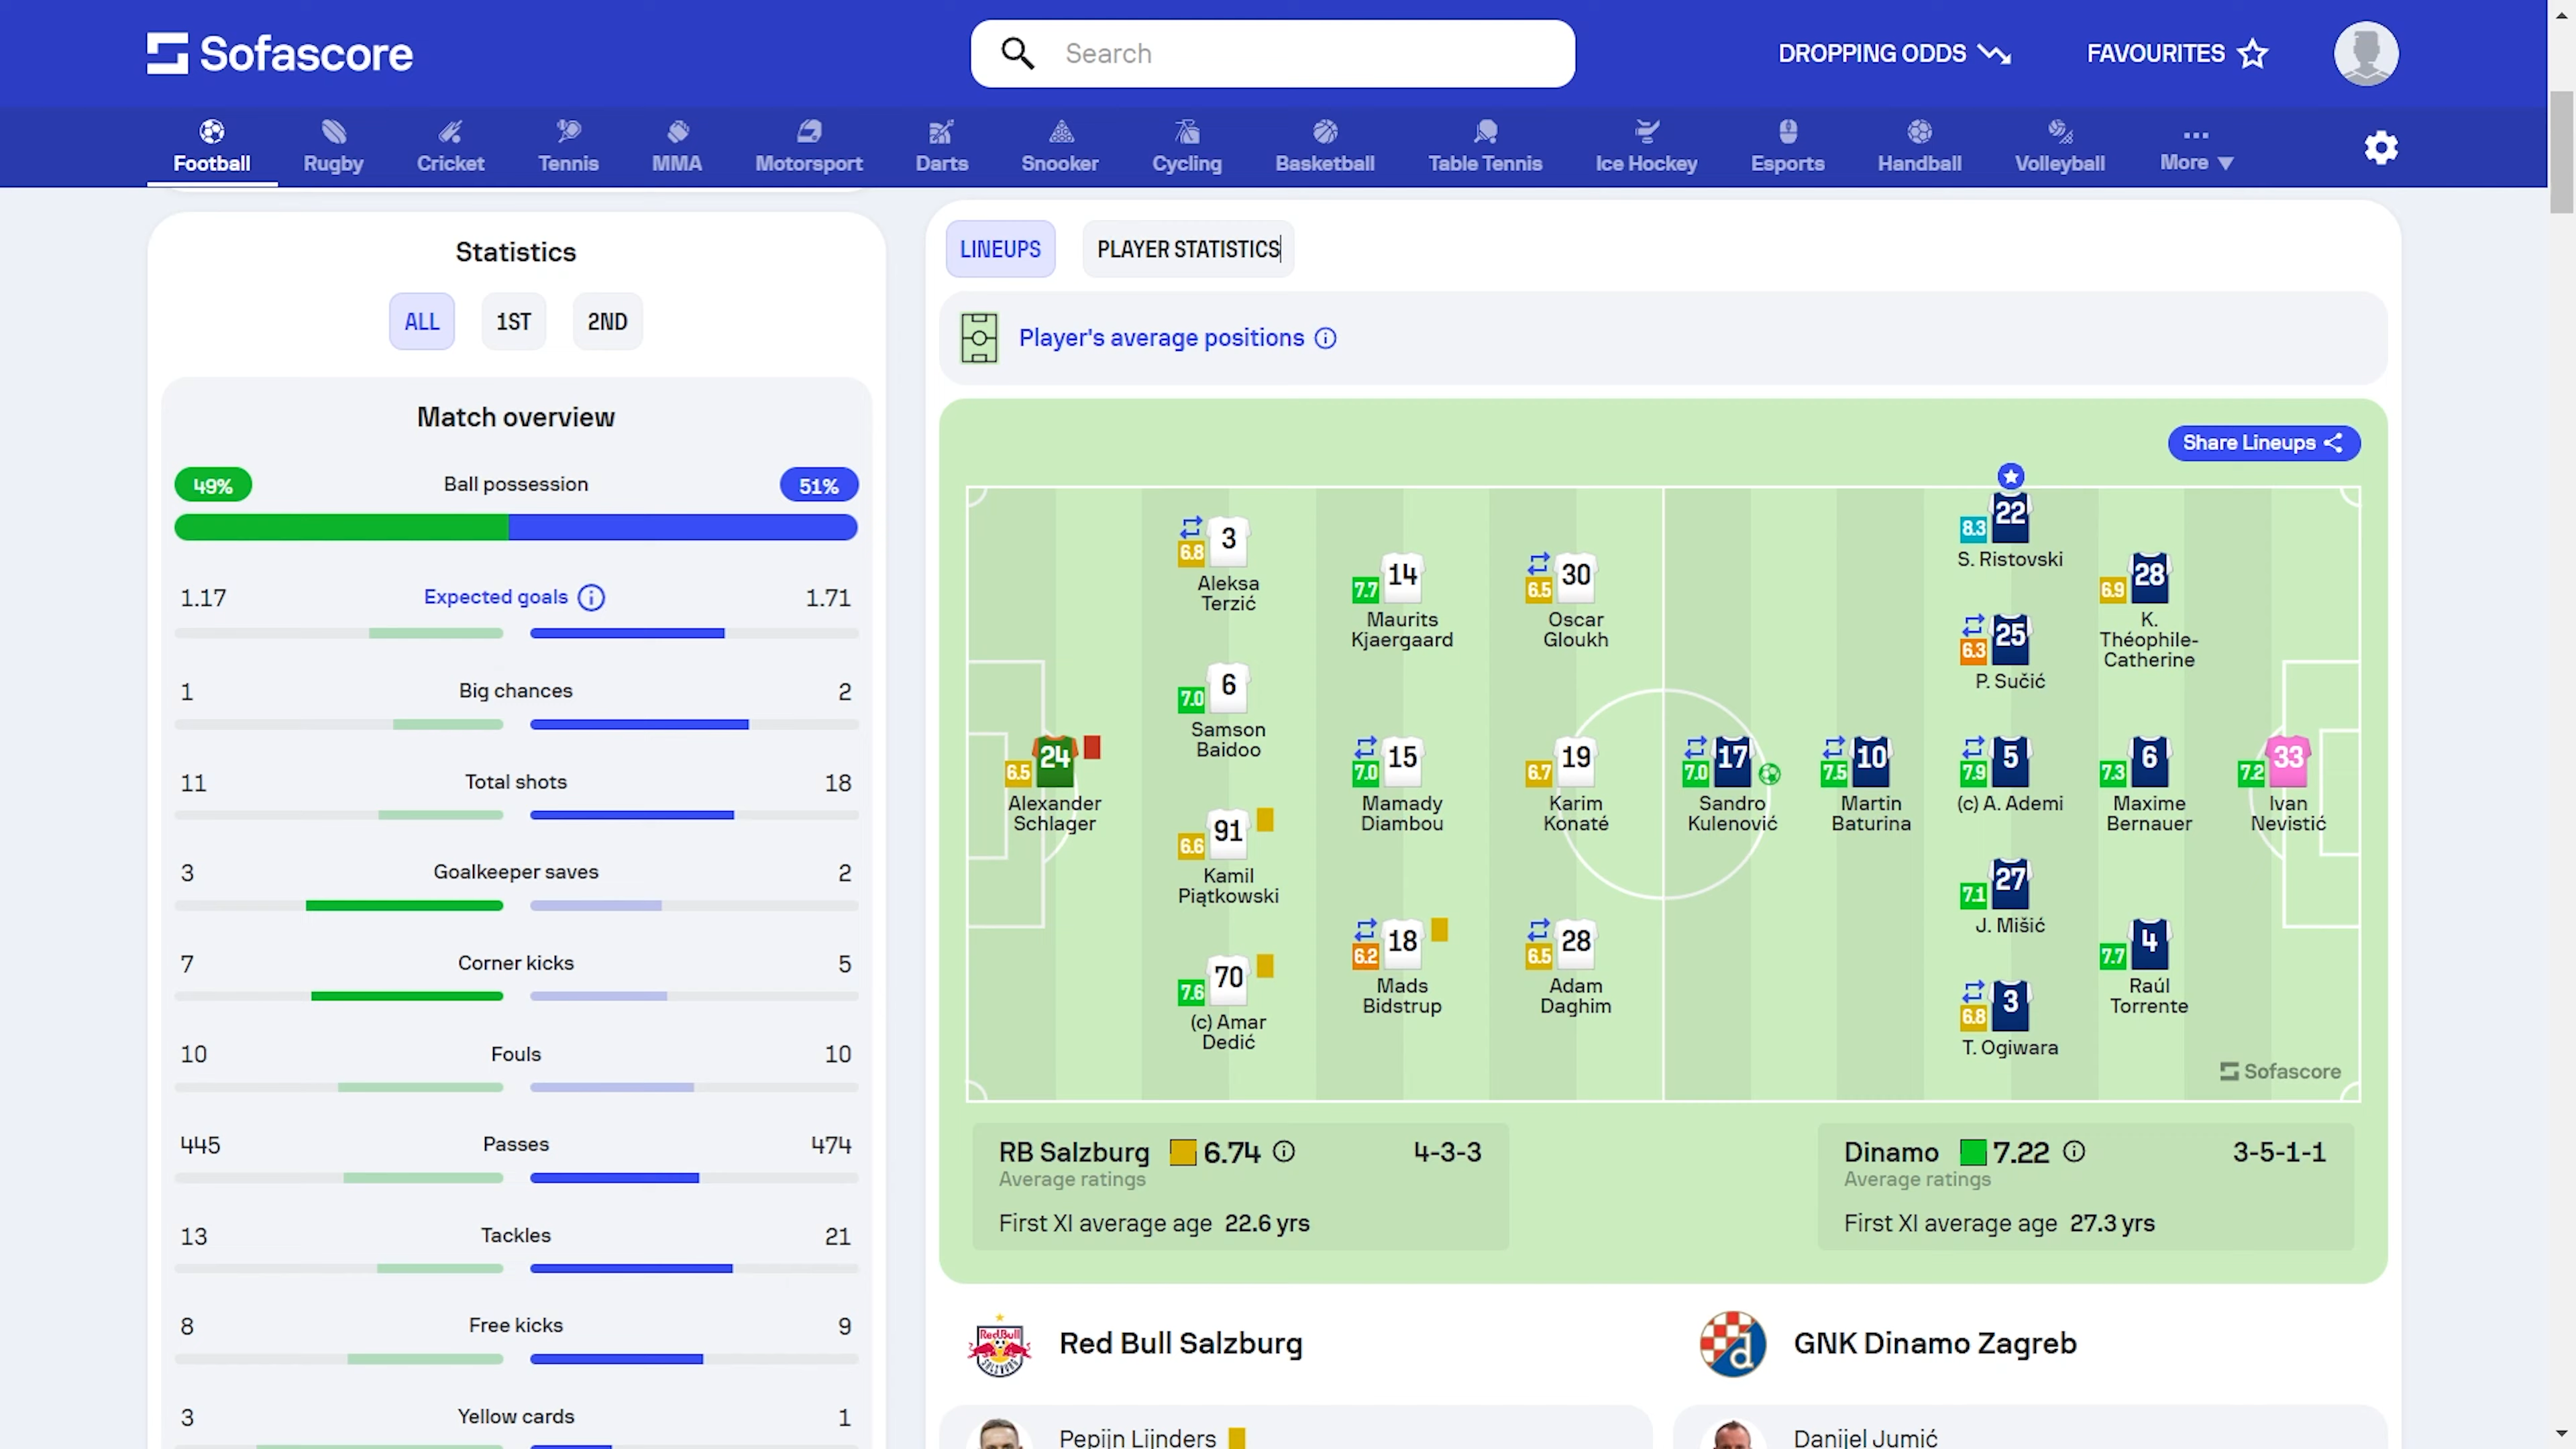 Sofascore
Search
DROPPING ODDS
FAVOURITES
Football
Rugby
Cricket
Tennis
MMA
Motorsport
Darts
Snooker
Cycling
Basketball
Table Tennis
Ice Hockey
Esports
Handball
Volleyball
More
Statistics
ALL 1ST 2ND
Match overview
49% Ball possession 51%
1.17 Expected goals 1.71
1 Big chances 2
11 Total shots 18
3 Goalkeeper saves 2
7 Corner kicks 5
10 Fouls 10
445 Passes 474
13 Tackles 21
8 Free kicks 9
3 Yellow cards 1
LINEUPS PLAYER STATISTICS
Player's average positions
Share Lineups
24
6.5
Alexander
Schlager
3
6.8
Aleksa
Terzić
6
7.0
Samson
Baidoo
91
6.6
Kamil
Piątkowski
70
7.6
(c) Amar
Dedić
14
7.7
Maurits
Kjaergaard
15
7.0
Mamady
Diambou
18
6.2
Mads
Bidstrup
30
6.5
Oscar
Gloukh
19
6.7
Karim
Konaté
28
6.5
Adam
Daghim
17
7.0
Sandro
Kulenović
10
7.5
Martin
Baturina
22
8.3
S. Ristovski
25
6.3
P. Sučić
5
7.9
(c) A. Ademi
27
7.1
J. Mišić
3
6.8
T. Ogiwara
28
6.9
K.
Théophile-
Catherine
6
7.3
Maxime
Bernauer
4
7.7
Raúl
Torrente
33
7.2
Ivan
Nevistić
Sofascore
RB Salzburg 6.74 4-3-3
Average ratings
First XI average age 22.6 yrs
Dinamo 7.22 3-5-1-1
Average ratings
First XI average age 27.3 yrs
RedBull
SALZBURG
Red Bull Salzburg
d
GNK Dinamo Zagreb
Pepijn Lijnders
Danijel Jumić